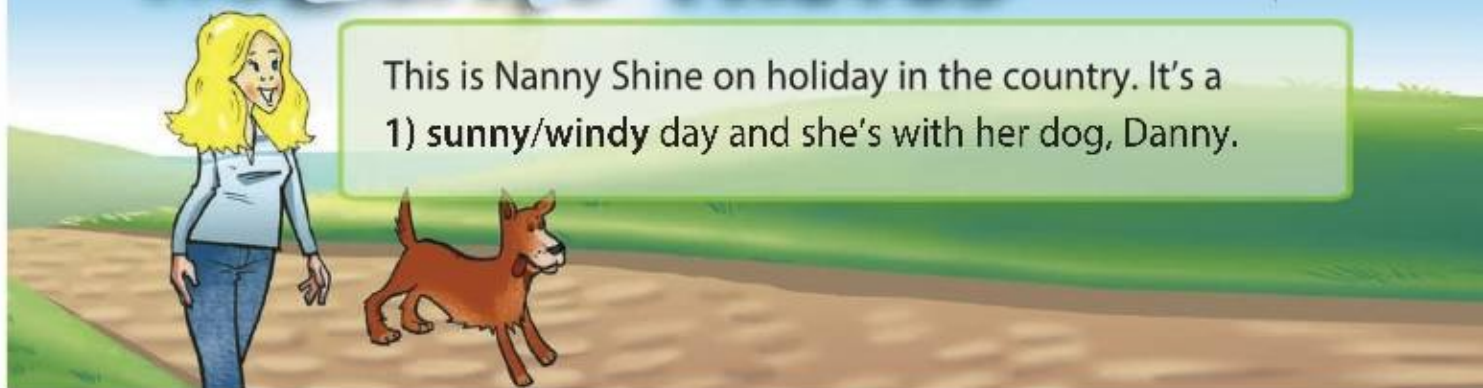 This is Nanny Shine on holiday in the country. It's a
1) sunny/windy day and she's with her dog, Danny.